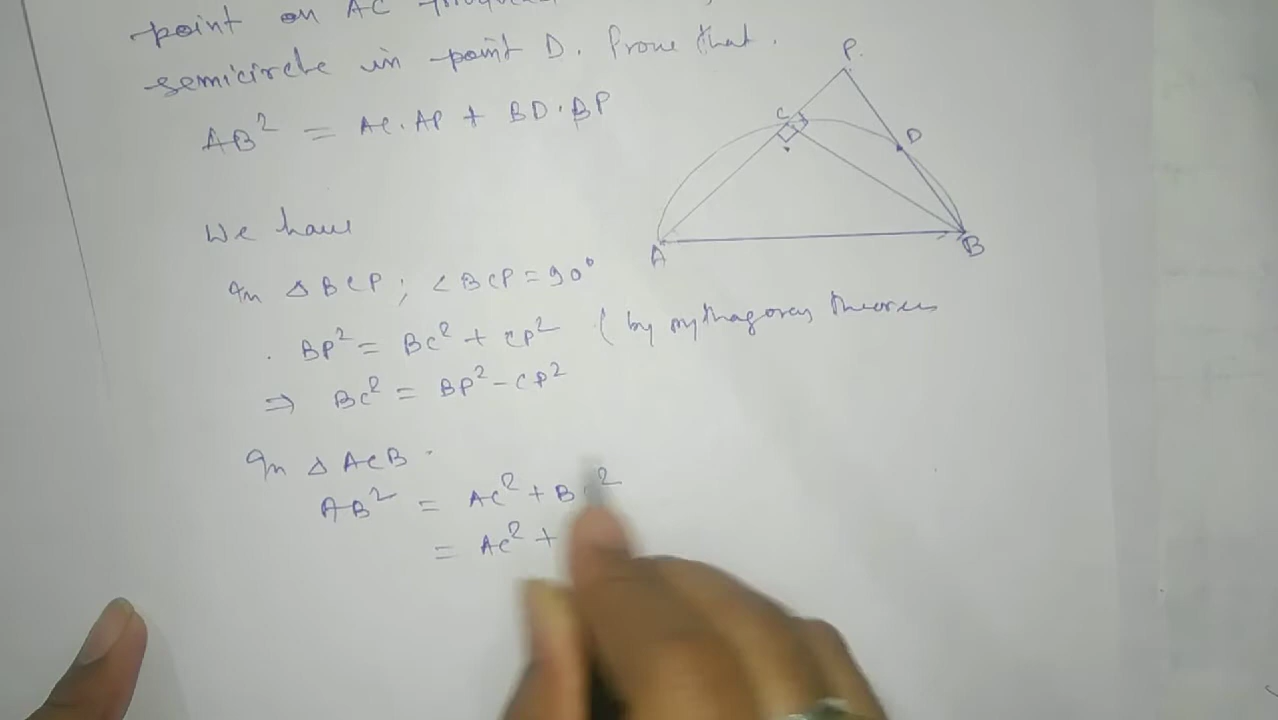 point on AC
semicircle in point D. Prove that.
AB² = AC.AP + BD.BP
P.
C
D
A
B
We have
In △BCP; ∠BCP = 90°
BP² = BC² + CP² (by pythagoras theorem
⇒ BC² = BP² - CP²
In △ACB
AB² = AC² + B ²
= AC² +